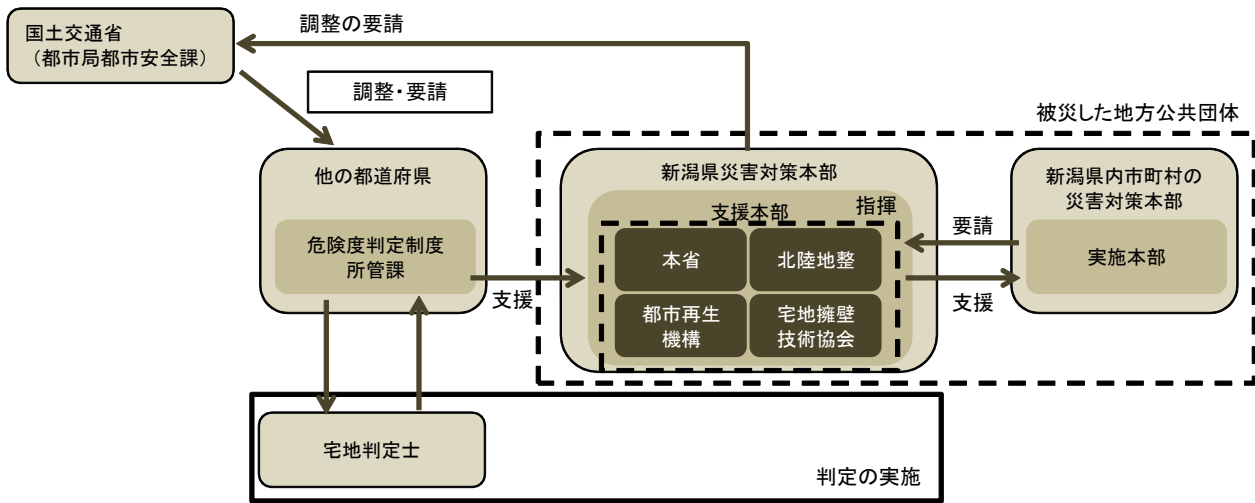 国土交通省
（都市局都市安全課）
調整の要請
調整・要請
被災した地方公共団体
他の都道府県
危険度判定制度
所管課
支援
新潟県災害対策本部
支援本部
指揮
本省
北陸地整
都市再生
機構
宅地擁壁
技術協会
要請
支援
新潟県内市町村の
災害対策本部
実施本部
宅地判定士
判定の実施